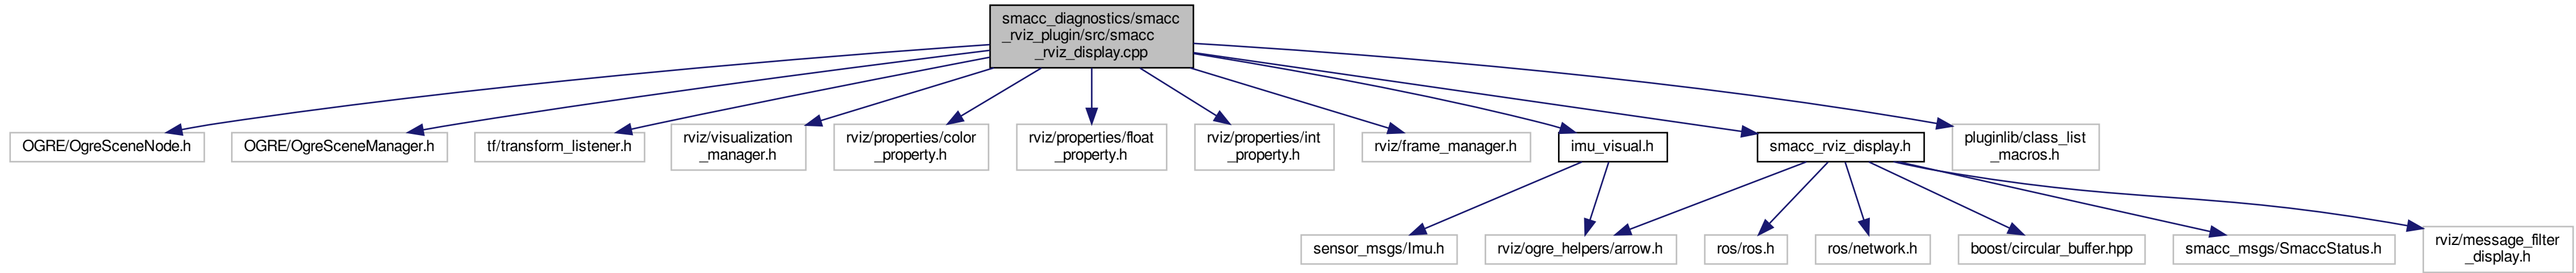 smacc_diagnostics/smacc
_rviz_plugin/src/smacc
_rviz_display.cpp
OGRE/OgreSceneNode.h
OGRE/OgreSceneManager.h
tf/transform_listener.h
rviz/visualization
_manager.h
rviz/properties/color
_property.h
rviz/properties/float
_property.h
rviz/properties/int
_property.h
rviz/frame_manager.h
imu_visual.h
smacc_rviz_display.h
pluginlib/class_list
_macros.h
sensor_msgs/Imu.h
rviz/ogre_helpers/arrow.h
ros/ros.h
ros/network.h
boost/circular_buffer.hpp
smacc_msgs/SmaccStatus.h
rviz/message_filter
_display.h